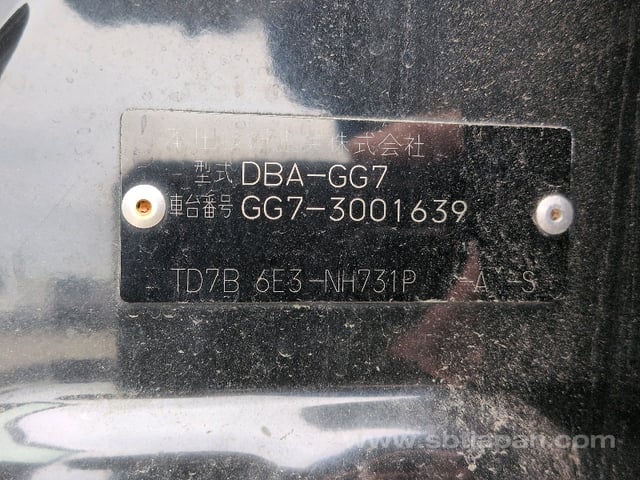 本田技研工業株式会社
型式 DBA-GG7
車台番号 GG7-3001639
TD7B 6E3-NH731P -A -S
www.sbijapan.com